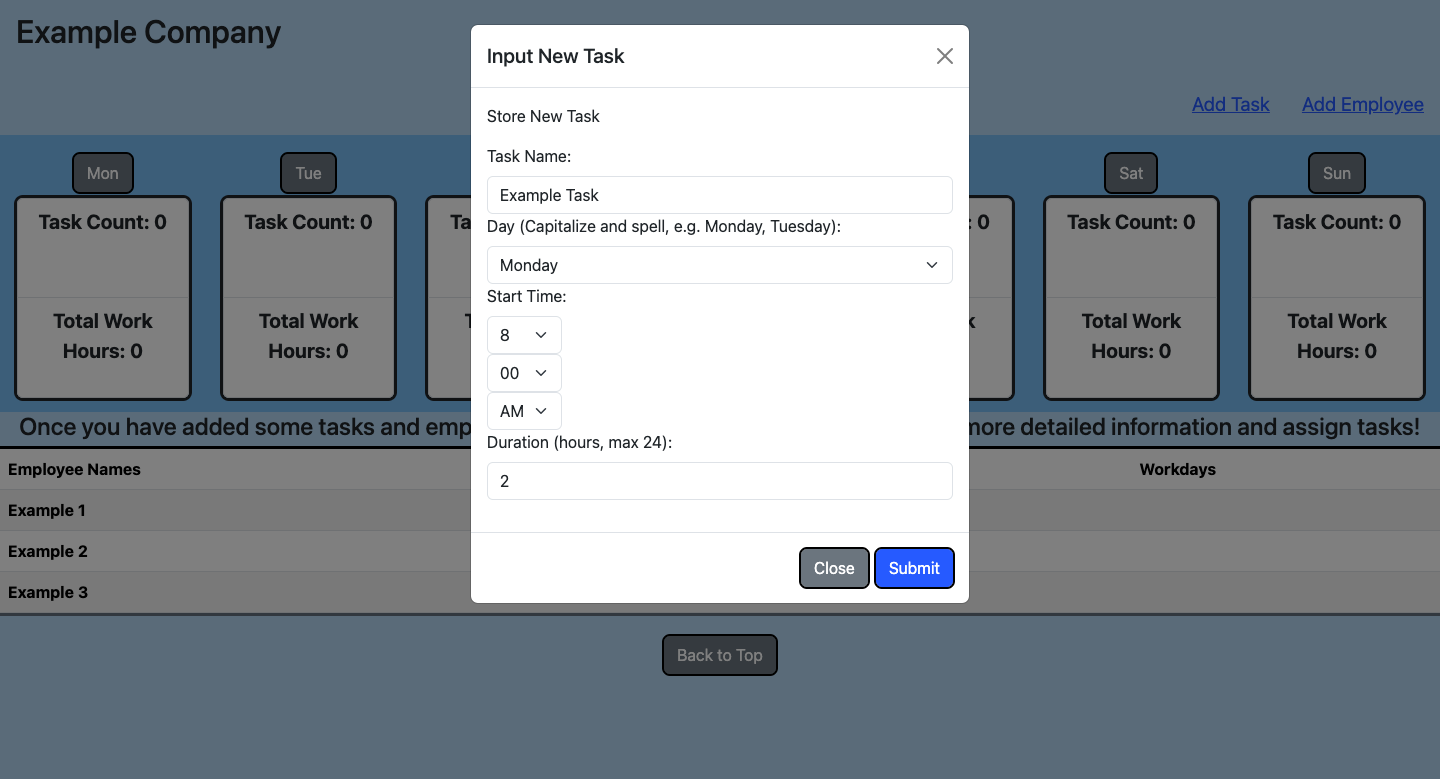 Example Company
Input New Task
Store New Task
Add Task Add Employee
Task Name:
Example Task
Day (Capitalize and spell, e.g. Monday, Tuesday):
Monday
Start Time:
8
00
AM
Duration (hours, max 24):
2
Close Submit
Mon Tue Sat Sun
Task Count: 0 Task Count: 0 : 0 Task Count: 0 Task Count: 0
Total Work Total Work Total Work Total Work
Hours: 0 Hours: 0 Hours: 0 Hours: 0
Once you have added some tasks and emp more detailed information and assign tasks!
Employee Names Workdays
Example 1
Example 2
Example 3
Back to Top